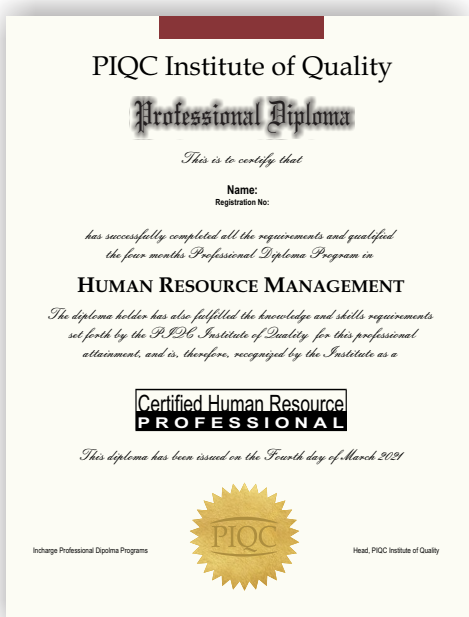 PIQC Institute of Quality
Professional Diploma
This is to certify that
Name:
Registration No:
has successfully completed all the requirements and qualified
the four months Professional Diploma Program in
HUMAN RESOURCE MANAGEMENT
The diploma holder has also fulfilled the knowledge and skills requirements
set forth by the PIQC Institute of Quality for this professional
attainment, and is, therefore, recognized by the Institute as a
Certified Human Resource
PROFESSIONAL
This diploma has been issued on the Fourth day of March 2021
PIQC
Incharge Professional Dipolma Programs
Head, PIQC Institute of Quality